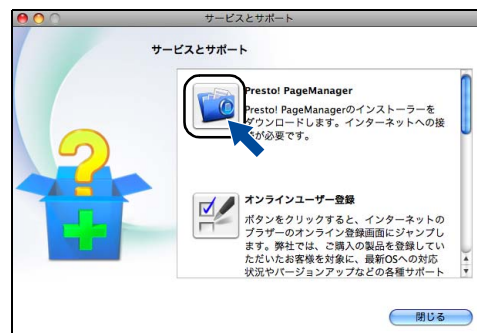 サービスとサポート
サービスとサポート
Presto! PageManager
Presto! PageManagerのインストーラーを
ダウンロードします。インターネットへの接
が必要です。
オンラインユーザー登録
ボタンをクリックすると、インターネットの
ブラザーのオンライン登録画面にジャンプし
ます。弊社では、ご購入の製品を登録してい
ただいたお客様を対象に、最新OSへの対応
状況やバージョンアップなどの各種サポート
閉じる